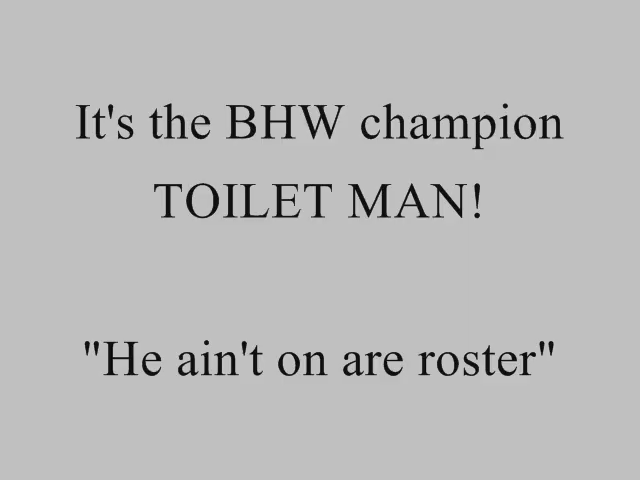 It's the BHW champion
TOILET MAN!
"He ain't on are roster"